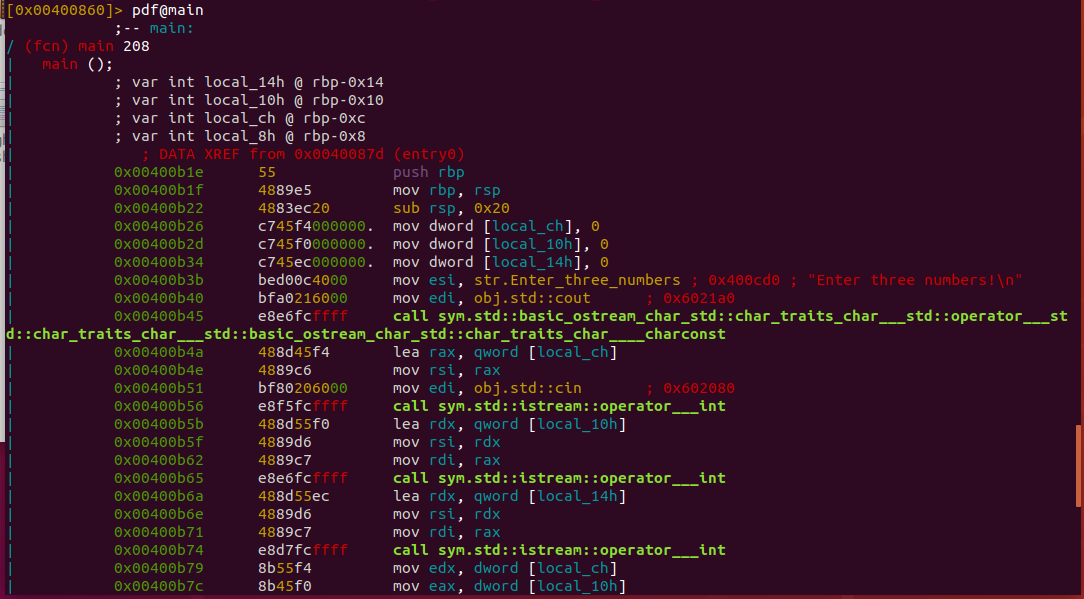 [0x00400860]> pdf@main
;-- main:
/ (fcn) main 208
|   main ();
|           ; var int local_14h @ rbp-0x14
|           ; var int local_10h @ rbp-0x10
|           ; var int local_ch @ rbp-0xc
|           ; var int local_8h @ rbp-0x8
|              ; DATA XREF from 0x0040087d (entry0)
|           0x00400b1e      55             push rbp
|           0x00400b1f      4889e5         mov rbp, rsp
|           0x00400b22      4883ec20       sub rsp, 0x20
|           0x00400b26      c745f4000000.  mov dword [local_ch], 0
|           0x00400b2d      c745f0000000.  mov dword [local_10h], 0
|           0x00400b34      c745ec000000.  mov dword [local_14h], 0
|           0x00400b3b      bed00c4000     mov esi, str.Enter_three_numbers ; 0x400cd0 ; "Enter three numbers!\n"
|           0x00400b40      bfa0216000     mov edi, obj.std::cout      ; 0x6021a0
|           0x00400b45      e8e6fcffff     call sym.std::basic_ostream_char_std::char_traits_char___std::operator___st
d::char_traits_char___std::basic_ostream_char_std::char_traits_char____charconst
|           0x00400b4a      488d45f4       lea rax, qword [local_ch]
|           0x00400b4e      4889c6         mov rsi, rax
|           0x00400b51      bf80206000     mov edi, obj.std::cin       ; 0x602080
|           0x00400b56      e8f5fcffff     call sym.std::istream::operator___int
|           0x00400b5b      488d55f0       lea rdx, qword [local_10h]
|           0x00400b5f      4889d6         mov rsi, rdx
|           0x00400b62      4889c7         mov rdi, rax
|           0x00400b65      e8e6fcffff     call sym.std::istream::operator___int
|           0x00400b6a      488d55ec       lea rdx, qword [local_14h]
|           0x00400b6e      4889d6         mov rsi, rdx
|           0x00400b71      4889c7         mov rdi, rax
|           0x00400b74      e8d7fcffff     call sym.std::istream::operator___int
|           0x00400b79      8b55f4         mov edx, dword [local_ch]
|           0x00400b7c      8b45f0         mov eax, dword [local_10h]